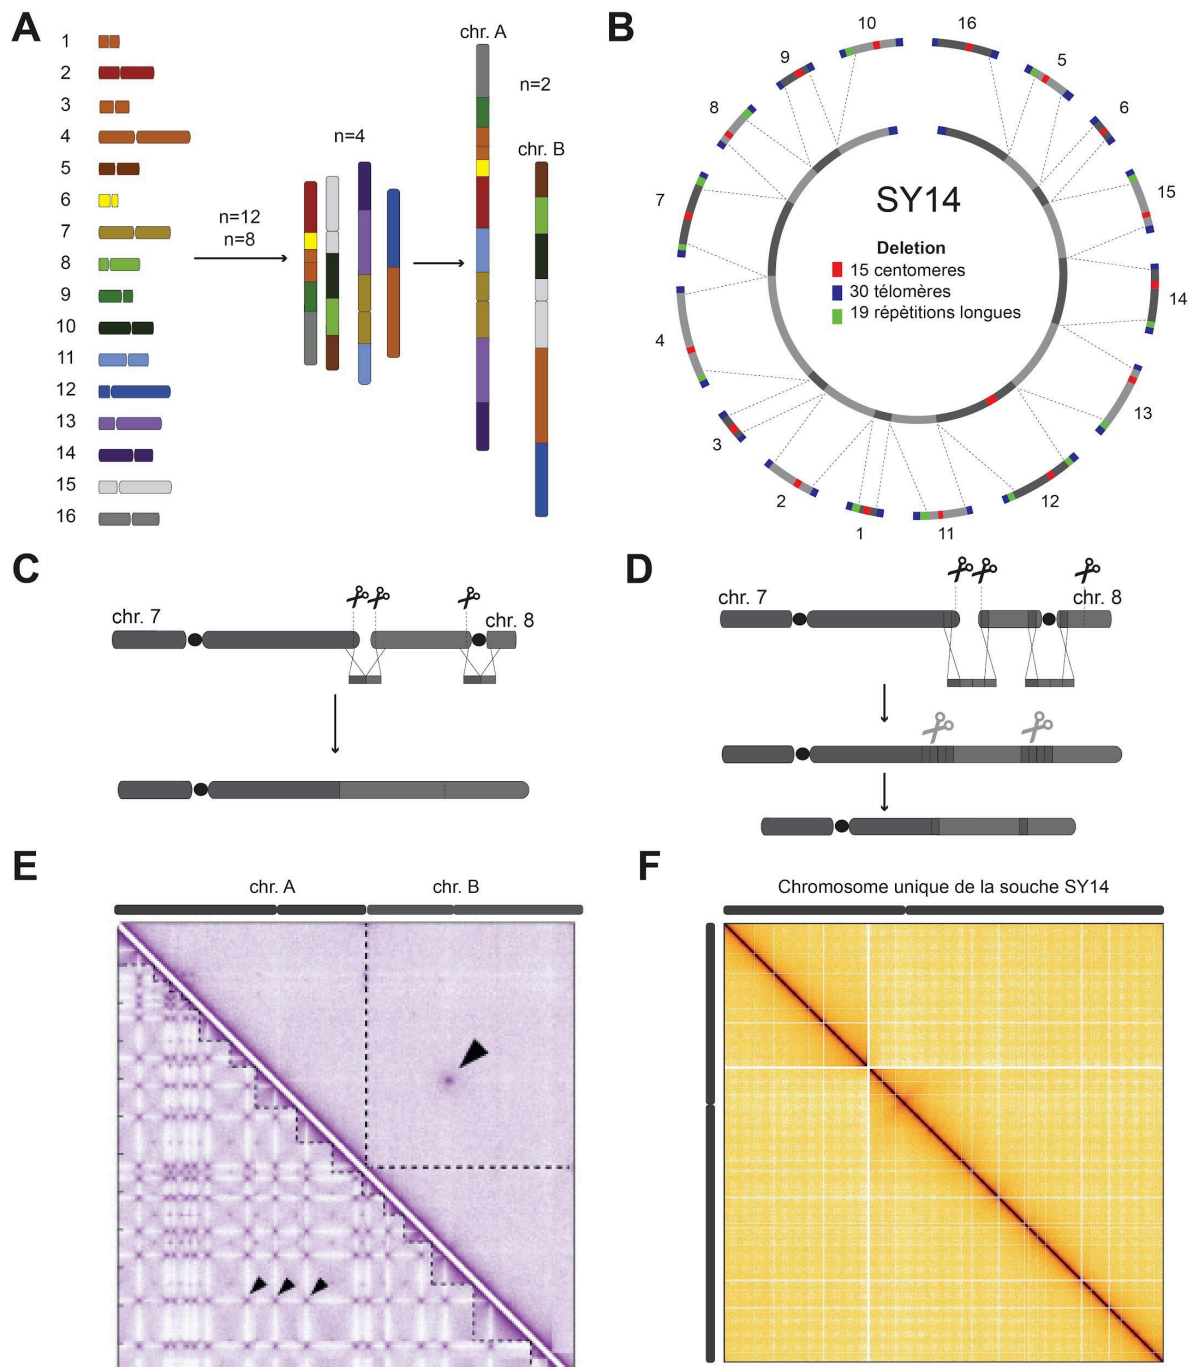 A
1
2
3
4
5
6
7
8
9
10
11
12
13
14
15
16
n=12
n=8
n=4
chr. A
n=2
chr. B
B
10
16
9
5
8
6
7
15
14
4
13
3
2
12
1
11
SY14
Deletion
15 centomeres
30 télomères
19 répètitions longues
C
chr. 7
chr. 8
D
chr. 7
chr. 8
E
chr. A
chr. B
F
Chromosome unique de la souche SY14